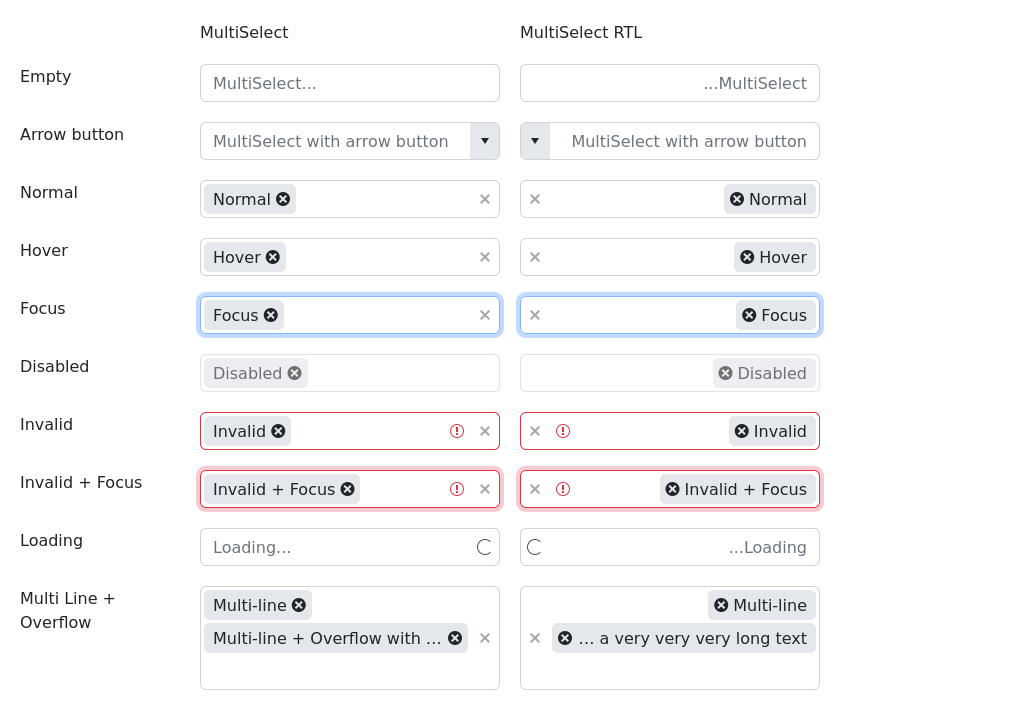 MultiSelect MultiSelect RTL
Empty MultiSelect... ...MultiSelect
Arrow button MultiSelect with arrow button MultiSelect with arrow button
Normal Normal Normal
Hover Hover Hover
Focus Focus Focus
Disabled Disabled Disabled
Invalid Invalid Invalid
Invalid + Focus Invalid + Focus Invalid + Focus
Loading Loading... ...Loading
Multi Line + Multi-line Multi-line
Overflow Multi-line + Overflow with ... ... a very very very long text